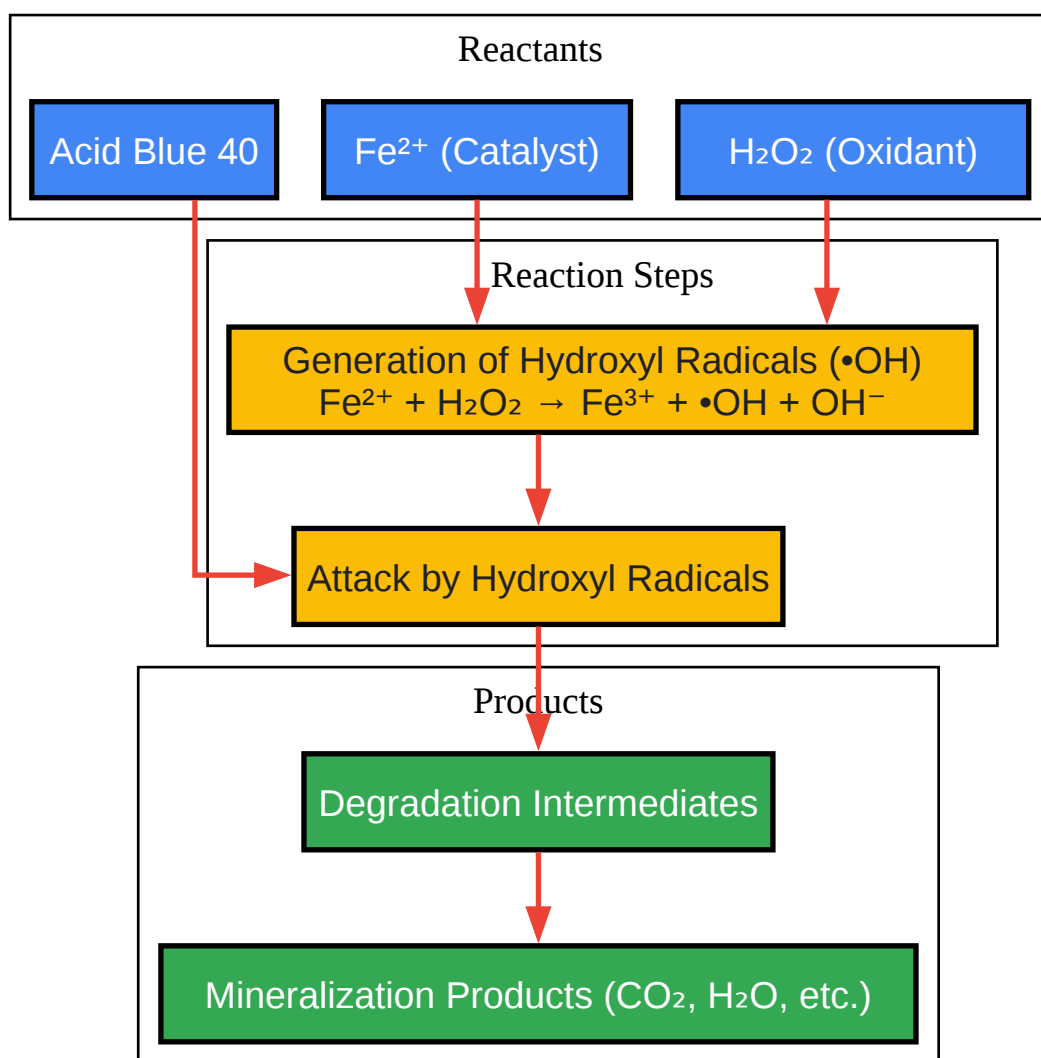 Reactants
Acid Blue 40
Fe²⁺ (Catalyst)
H₂O₂ (Oxidant)
Reaction Steps
Generation of Hydroxyl Radicals (•OH)
Fe²⁺ + H₂O₂ → Fe³⁺ + •OH + OH⁻
Attack by Hydroxyl Radicals
Products
Degradation Intermediates
Mineralization Products (CO₂, H₂O, etc.)